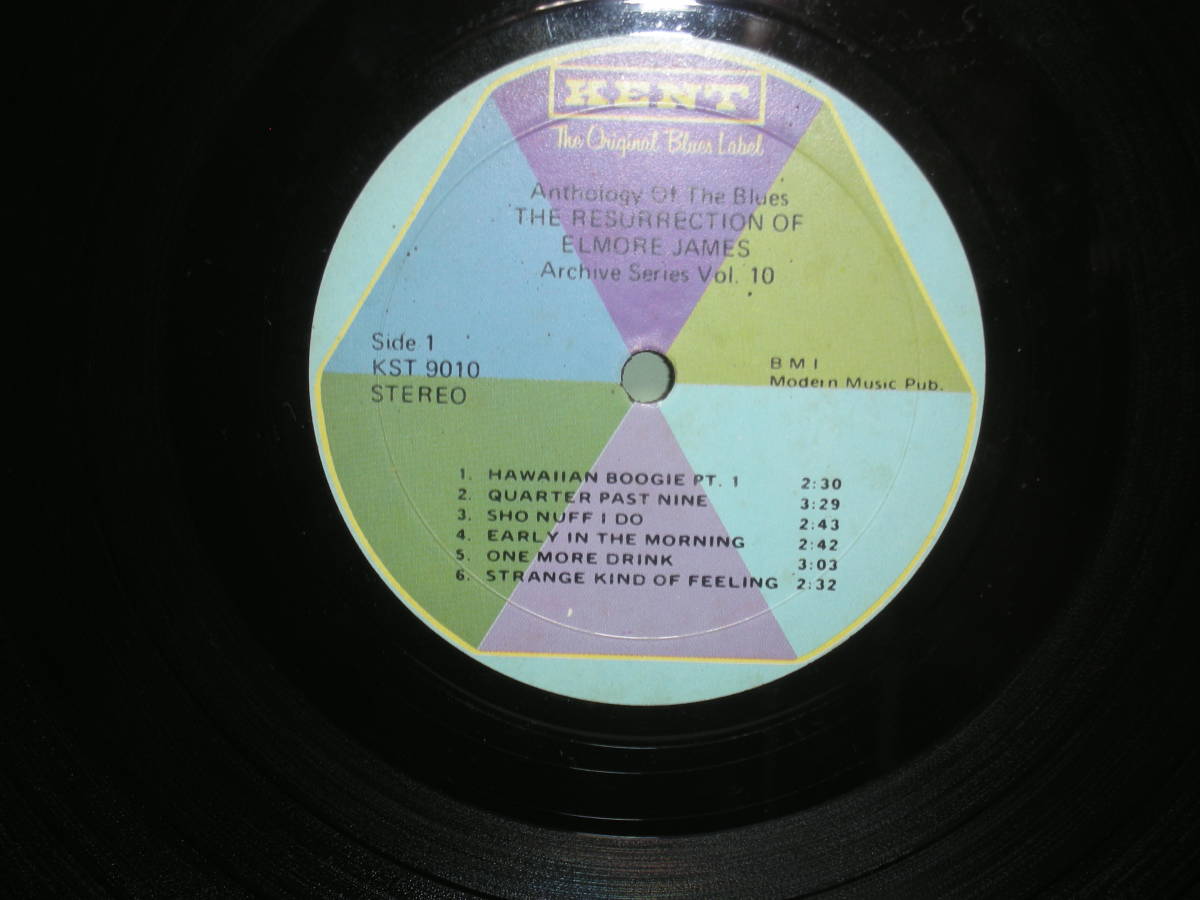 KENT
The Original Blues Label
Anthology Of The Blues
THE RESURRECTION OF
ELMORE JAMES
Archive Series Vol. 10
Side 1
KST 9010
STEREO
B M I
Modern Music Pub.
1. HAWAIIAN BOOGIE PT. 1 2:30
2. QUARTER PAST NINE 3:29
3. SHO NUFF I DO 2:43
4. EARLY IN THE MORNING 2:42
5. ONE MORE DRINK 3:03
6. STRANGE KIND OF FEELING 2:32